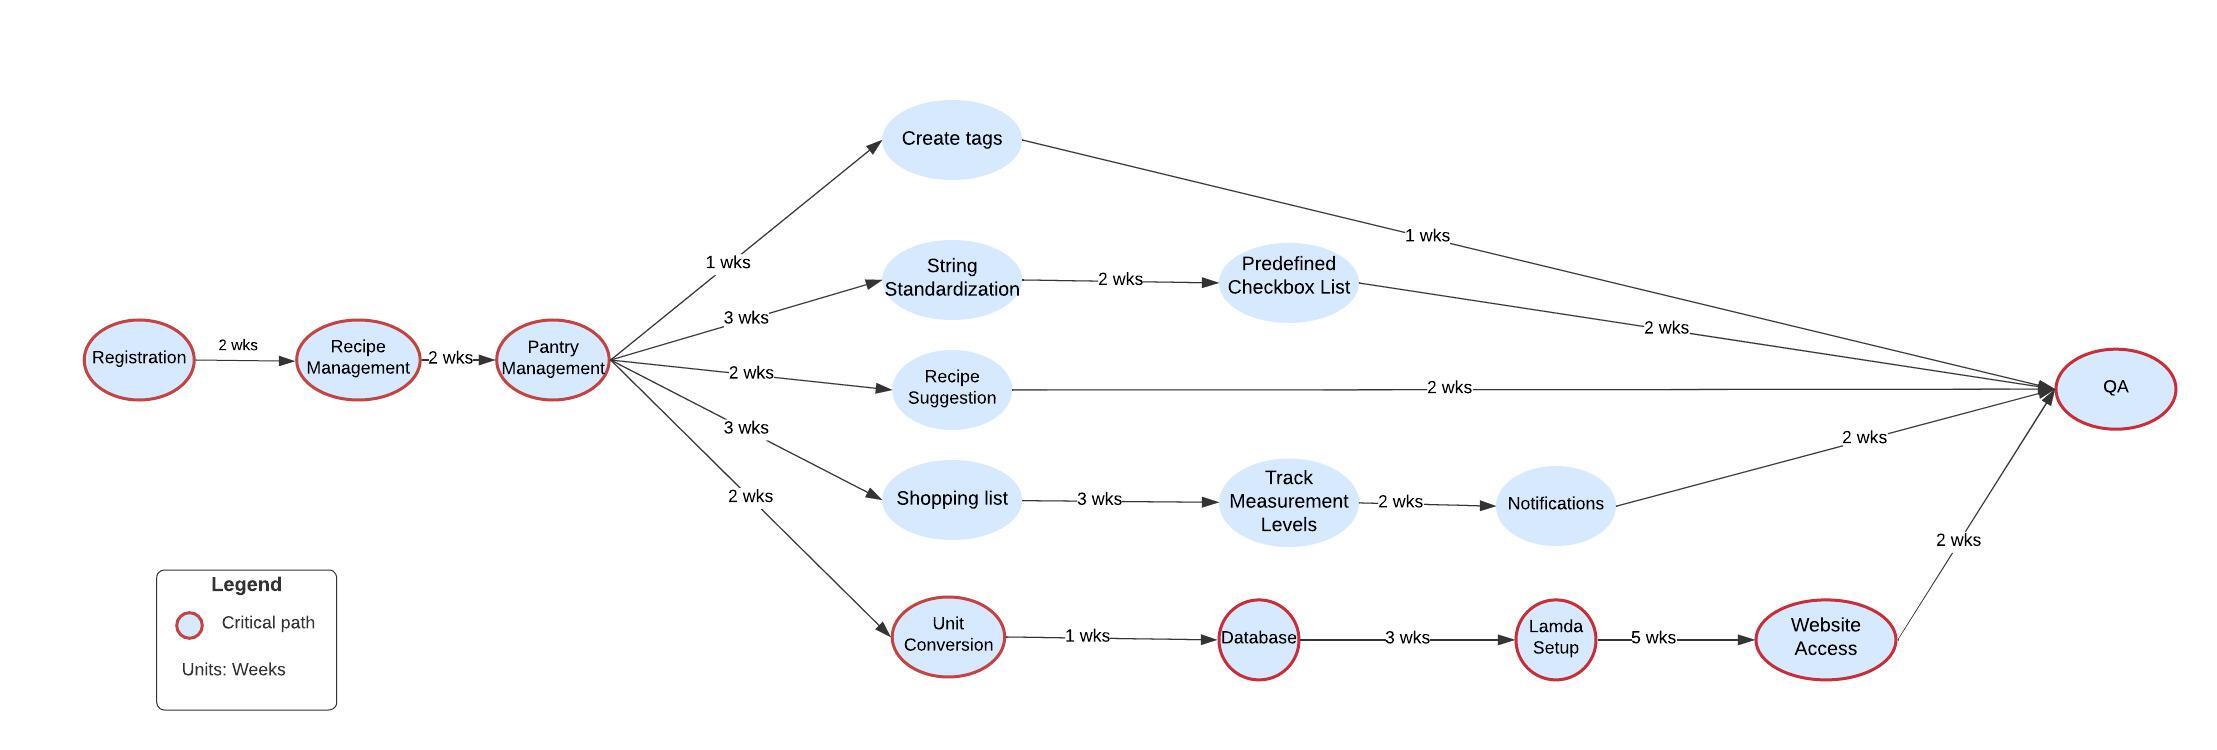 Create tags
1 wks
1 wks
String
Standardization
2 wks
Predefined
Checkbox List
3 wks
2 wks
Registration
2 wks
Recipe
Management
2 wks
Pantry
Management
2 wks
Recipe
Suggestion
2 wks
QA
3 wks
2 wks
Shopping list
3 wks
Track
Measurement
Levels
2 wks
Notifications
2 wks
2 wks
Unit
Conversion
1 wks
Database
3 wks
Lamda
Setup
5 wks
Website
Access
Legend
Critical path
Units: Weeks